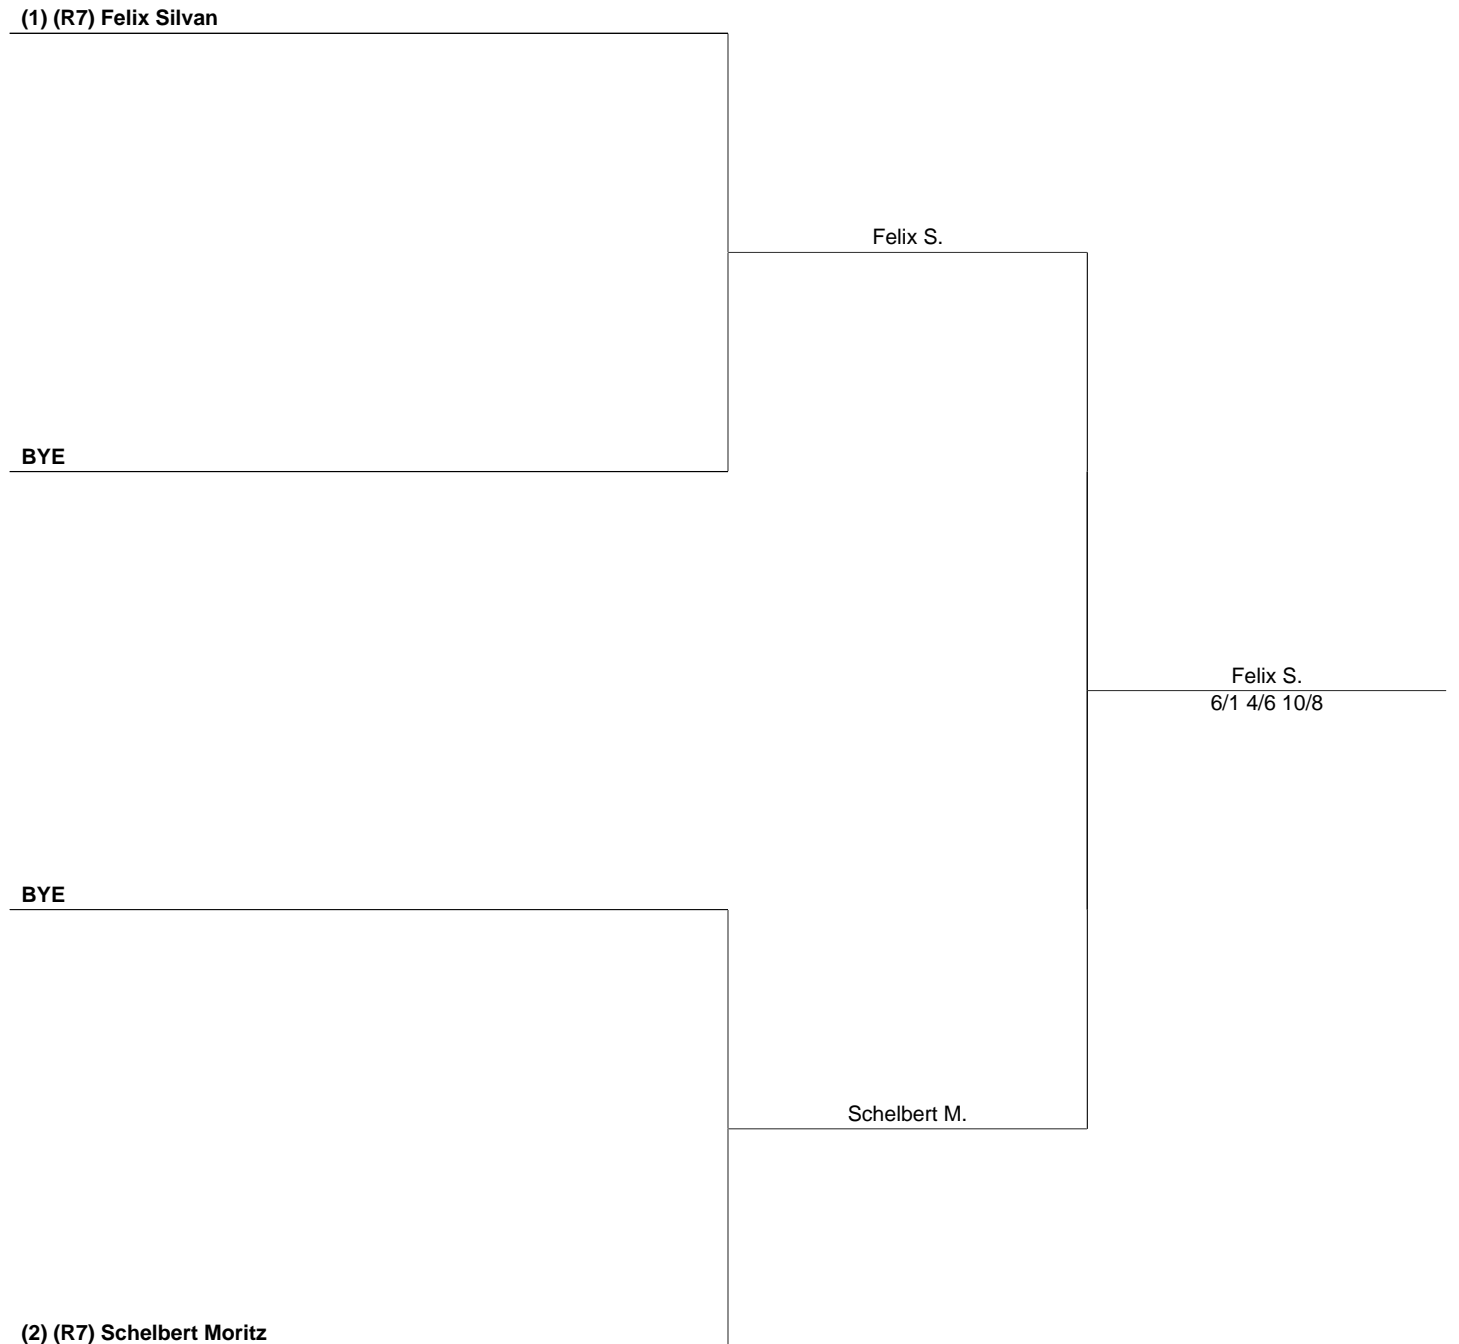 (1) (R7) Felix Silvan
Felix S.
BYE
Felix S.
6/1 4/6 10/8
BYE
Schelbert M.
(2) (R7) Schelbert Moritz